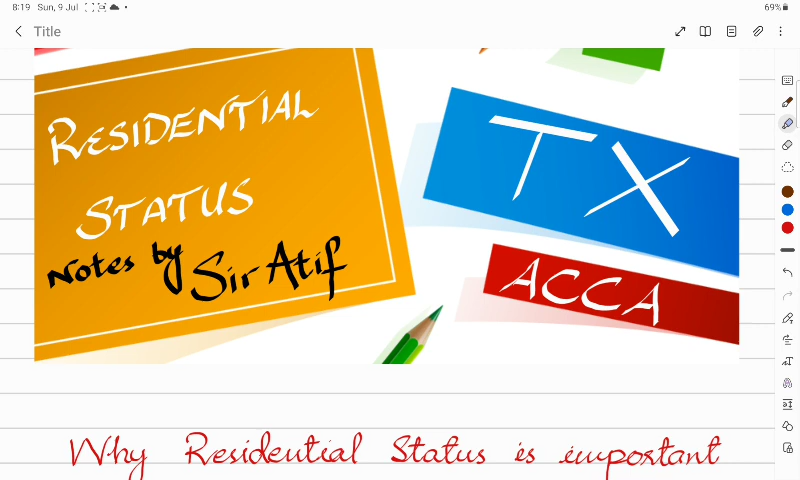 8:19 Sun, 9 Jul
69%
Title
RESIDENTIAL
STATUS
Notes by Sir Atif
TX
ACCA
Why Residential Status is important